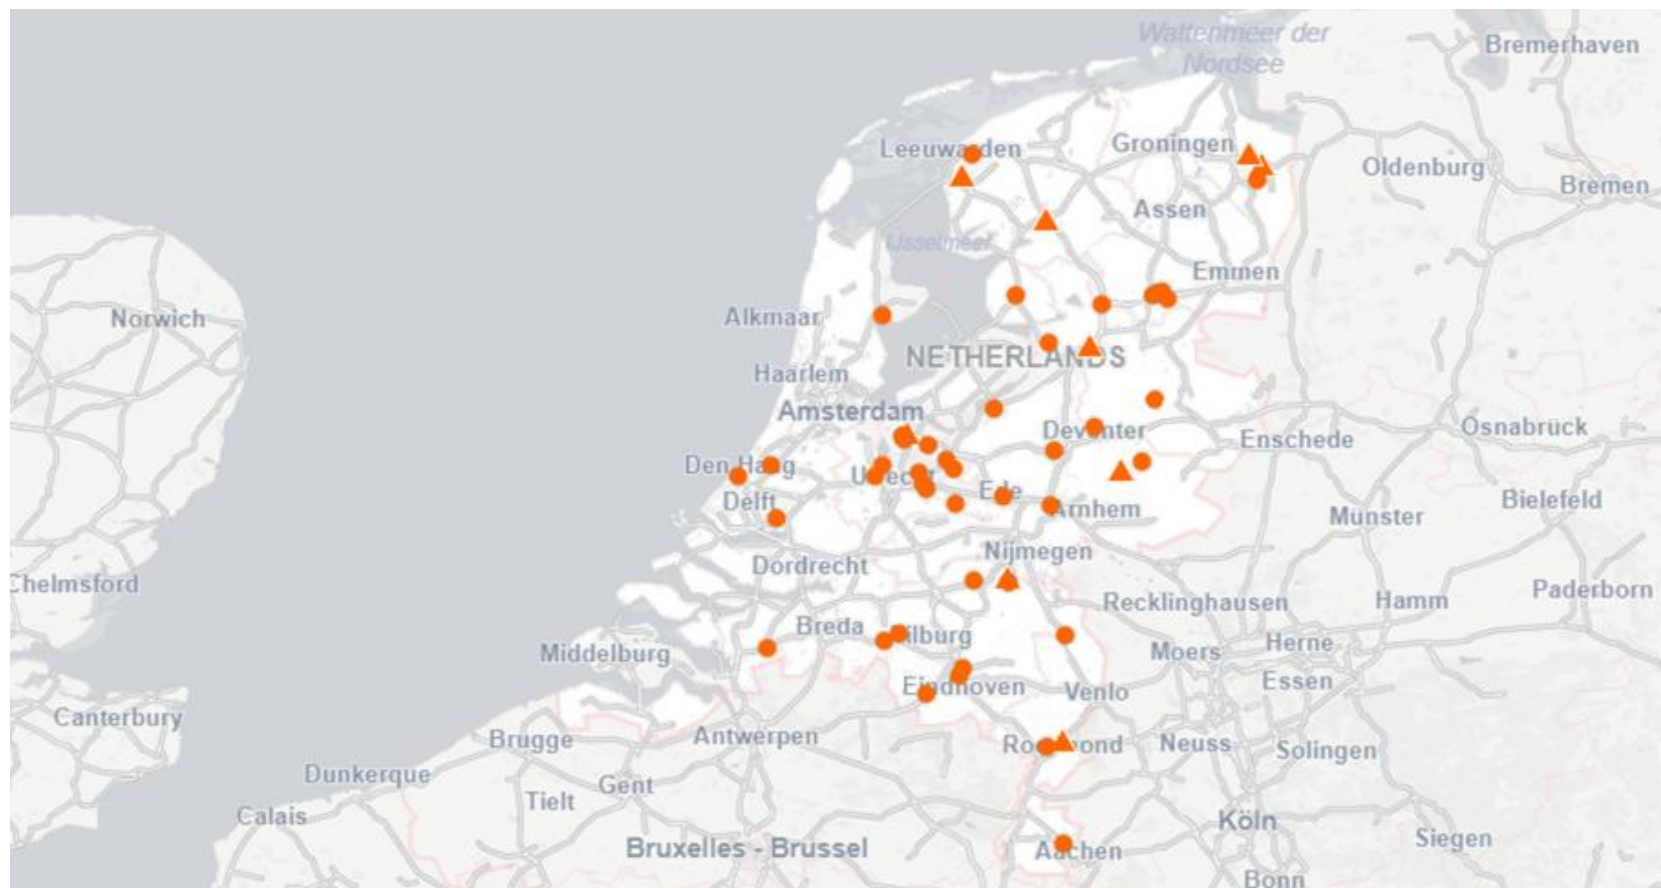 Wattenmeer der
Nordsee
Bremerhaven
Leeuwarden
Groningen
Oldenburg
Bremen
Assen
IJsselmeer
Emmen
Norwich
Alkmaar
NETHERLANDS
Haarlem
Amsterdam
Deventer
Enschede
Osnabrück
Den Haag
Utrecht
Ede
Delft
Arnhem
Munster
Bielefeld
Nijmegen
Dordrecht
Chelmsford
Recklinghausen
Hamm
Paderborn
Breda
Tilburg
Herne
Middelburg
Moers
Essen
Eindhoven
Venlo
Canterbury
Brugge
Antwerpen
Roermond
Neuss
Solingen
Dunkerque
Gent
Tielt
Calais
Köln
Bruxelles - Brussel
Aachen
Siegen
Bonn